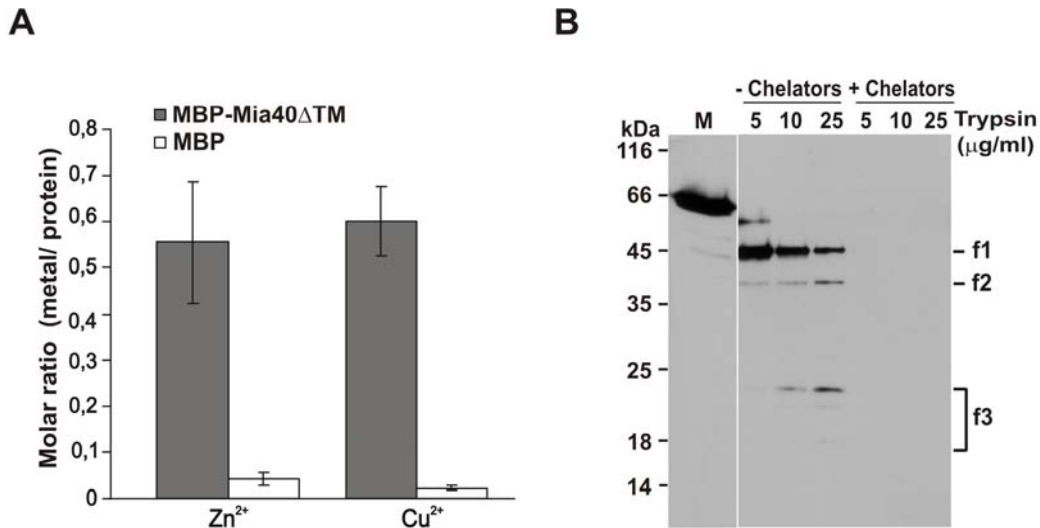 A
MBP-Mia40ΔTM
MBP
Molar ratio (metal/ protein)
0,8
0,7
0,6
0,5
0,4
0,3
0,2
0,1
0
Zn²⁺
Cu²⁺
B
- Chelators + Chelators
kDa M 5 10 25 5 10 25 Trypsin
(μg/ml)
116
66
45
35
25
18
14
f1
f2
f3